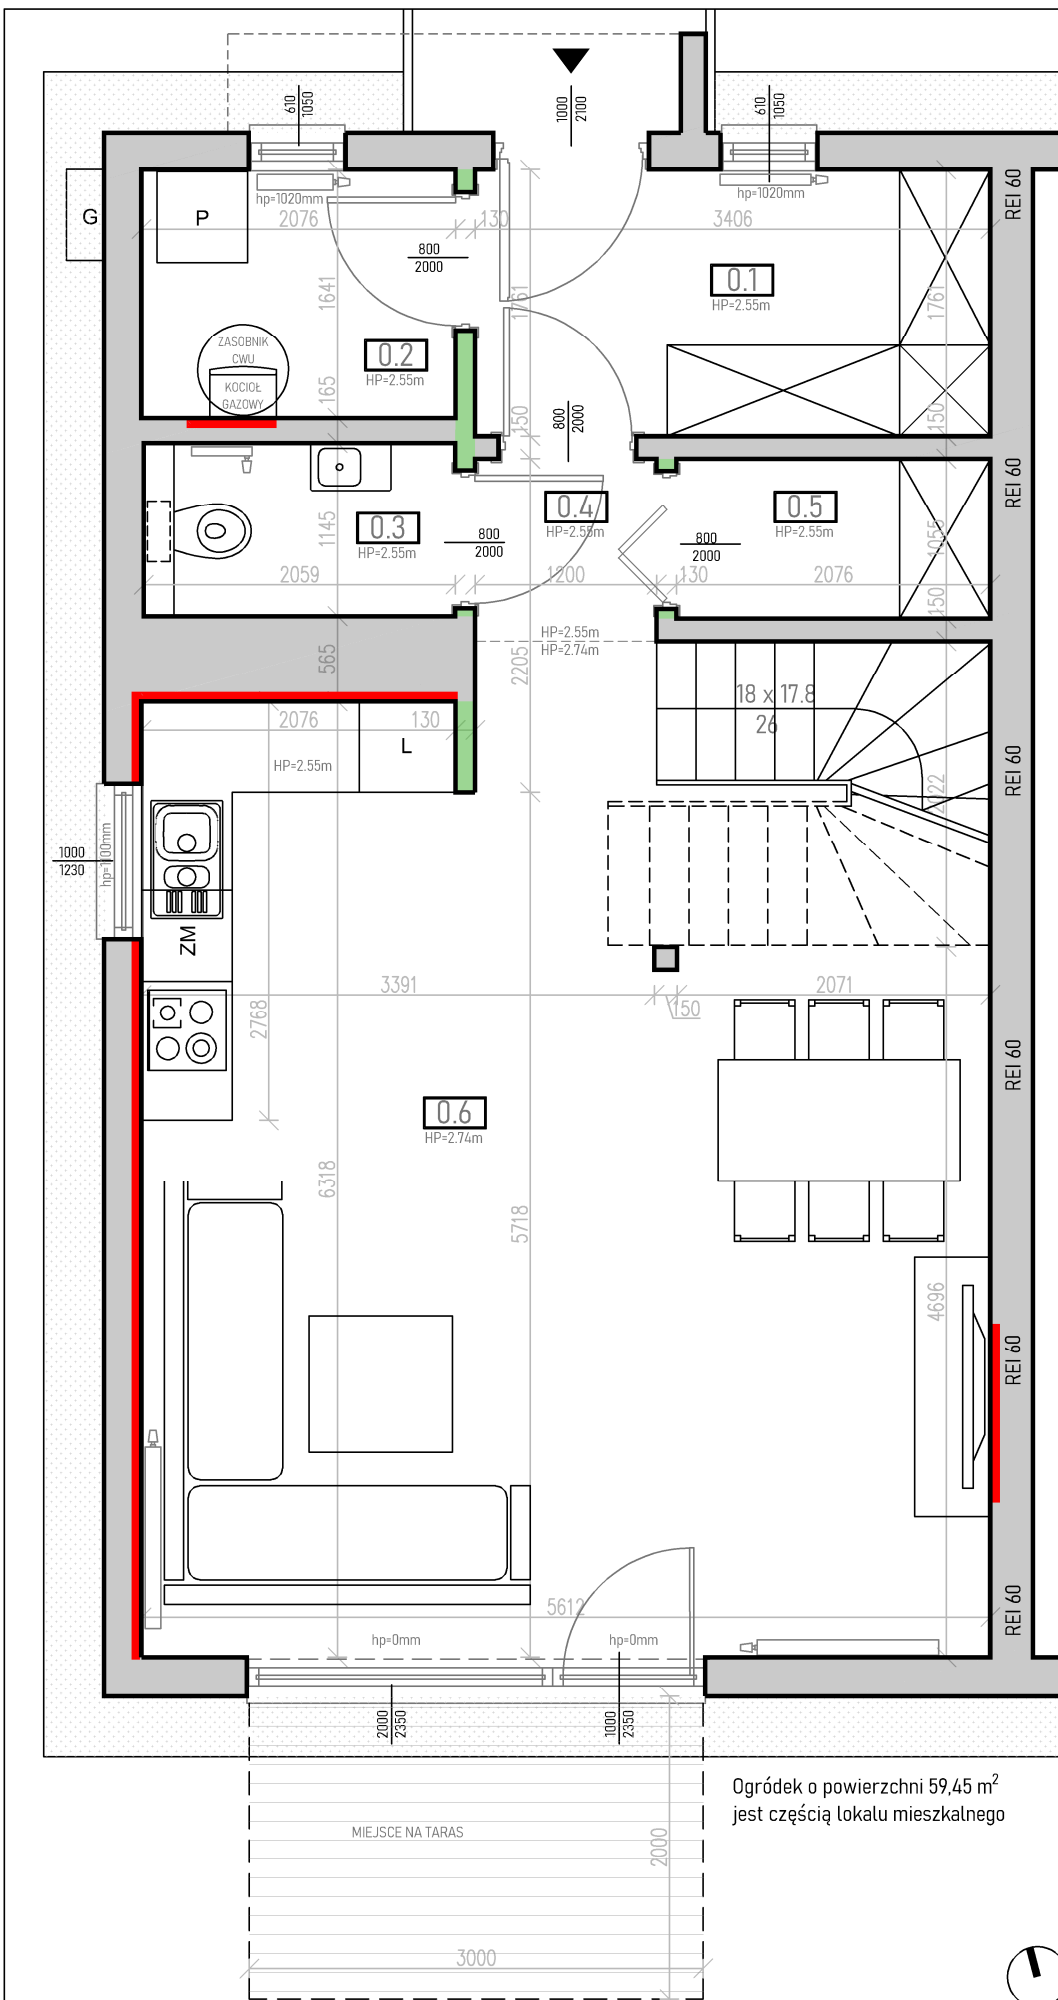 610
1050
1000
2100
610
1050
REI 60
G
P
hp=1020mm
hp=1020mm
2076
130
3406
800
2000
0.1
HP=2.55m
1641
1761
1761
ZASOBNIK
CWU
KOCIOŁ
GAZOWY
0.2
HP=2.55m
165
150
800
2000
150
REI 60
0.3
HP=2.55m
0.4
HP=2.55m
0.5
HP=2.55m
1145
800
2000
800
2000
1055
2059
1200
130
2076
150
HP=2.55m
HP=2.74m
565
2205
18 x 17.8
26
2076
130
L
HP=2.55m
REI 60
2022
1000
1230
hp=1100mm
ZM
3391
2071
150
2768
REI 60
0.6
HP=2.74m
6318
5718
4696
REI 60
5612
REI 60
hp=0mm
hp=0mm
2000
2350
1000
2350
Ogródek o powierzchni 59,45 m²
jest częścią lokalu mieszkalnego
MIEJSCE NA TARAS
2000
3000